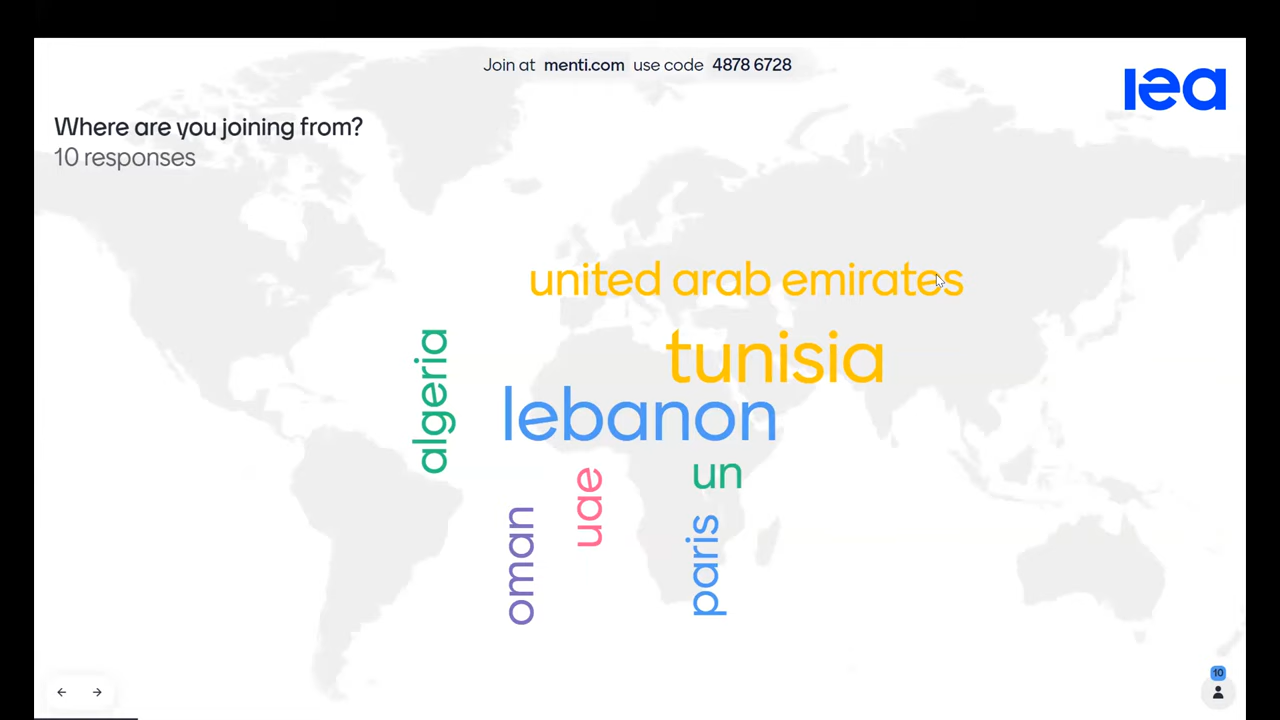 Join at menti.com use code 4878 6728
iea
Where are you joining from?
10 responses
united arab emirates
tunisia
algeria
lebanon
un
uae
oman
paris
10